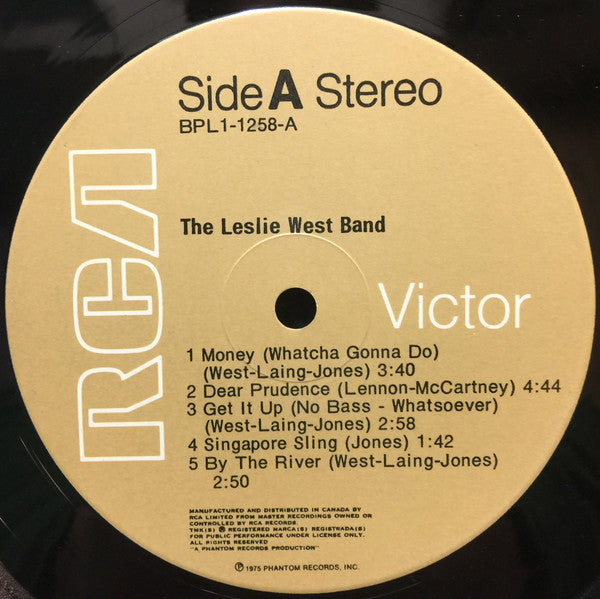 Side A Stereo
BPL1-1258-A
RCA
The Leslie West Band
Victor
1 Money (Whatcha Gonna Do)
(West-Laing-Jones) 3:40
2 Dear Prudence (Lennon-McCartney) 4:44
3 Get It Up (No Bass - Whatsoever)
(West-Laing-Jones) 2:58
4 Singapore Sling (Jones) 1:42
5 By The River (West-Laing-Jones)
2:50
MANUFACTURED AND DISTRIBUTED IN CANADA BY
RCA LIMITED FROM MASTER RECORDINGS OWNED OR
CONTROLLED BY RCA RECORDS.
TMK(S) ® REGISTERED MARCA(S) REGISTRADA(S)
FOR PUBLIC PERFORMANCE UNDER LICENSE ONLY.
ALL RIGHTS RESERVED
"A PHANTOM RECORDS PRODUCTION"
℗ 1975 PHANTOM RECORDS, INC.